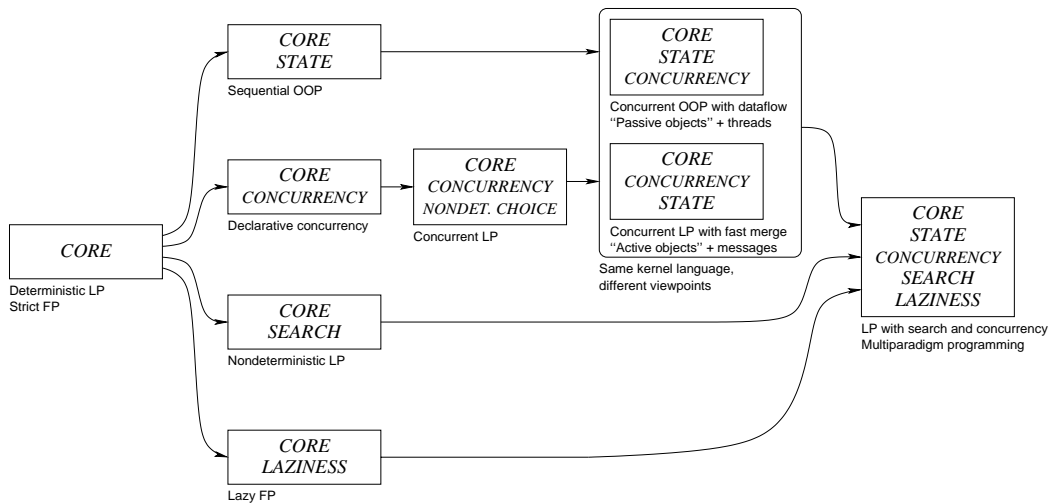 CORE
Deterministic LP
Strict FP
CORE
STATE
Sequential OOP
CORE
CONCURRENCY
Declarative concurrency
CORE
SEARCH
Nondeterministic LP
CORE
LAZINESS
Lazy FP
CORE
CONCURRENCY
NONDET. CHOICE
Concurrent LP
CORE
STATE
CONCURRENCY
Concurrent OOP with dataflow
"Passive objects" + threads
CORE
CONCURRENCY
STATE
Concurrent LP with fast merge
"Active objects" + messages
Same kernel language,
different viewpoints
CORE
STATE
CONCURRENCY
SEARCH
LAZINESS
LP with search and concurrency
Multiparadigm programming